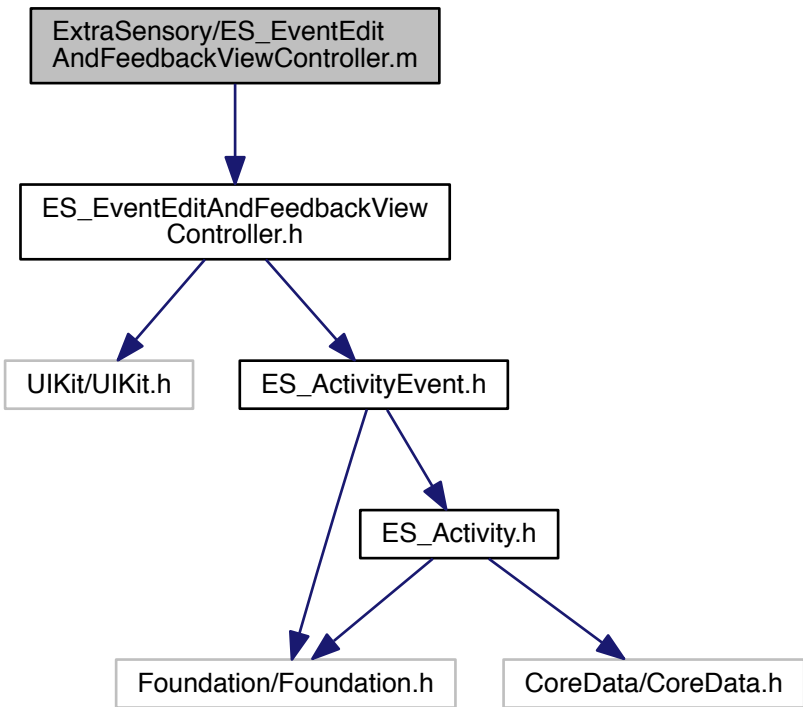 ExtraSensory/ES_EventEdit
AndFeedbackViewController.m
ES_EventEditAndFeedbackView
Controller.h
UIKit/UIKit.h
ES_ActivityEvent.h
ES_Activity.h
Foundation/Foundation.h
CoreData/CoreData.h